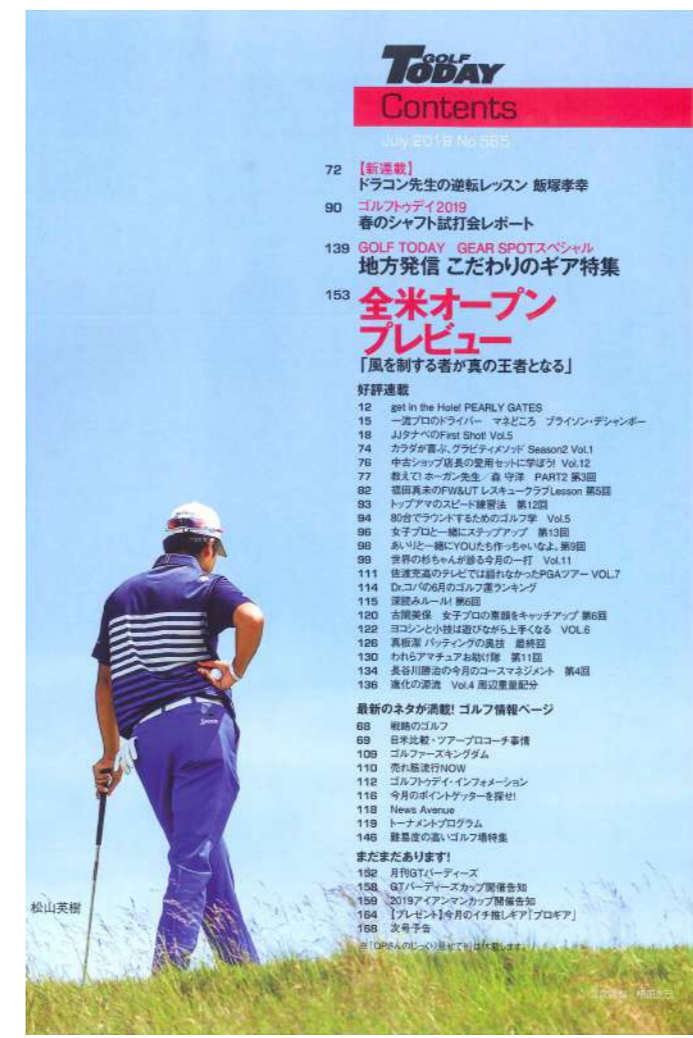 GOLF
TODAY
Contents
July 2019 No.565
72 【新連載】
ドラコン先生の逆転レッスン 飯塚孝幸
90 ゴルフトゥデイ2019
春のシャフト試打会レポート
139 GOLF TODAY GEAR SPOTスペシャル
地方発信 こだわりのギア特集
153 全米オープン
プレビュー
「風を制する者が真の王者となる」
好評連載
12 get in the Hole! PEARLY GATES
15 一流プロのドライバー マネどころ ブライソン・デシャンボー
18 JJタナベのFirst Shot! Vol.5
74 カラダが喜ぶ、グラビティメソッド Season2 Vol.1
76 中古ショップ店長の愛用セットに学ぼう! Vol.12
77 教えて! ホーガン先生/森 守洋 PART2 第3回
82 福田真未のFW&UT レスキュークラブLesson 第5回
93 トップアマのスピード練習法 第12回
94 80台でラウンドするためのゴルフ学 Vol.5
96 女子プロと一緒にステップアップ 第13回
98 あいりと一緒にYOUたち作っちゃいなよ。第9回
99 世界の杉ちゃんが診る今月の一打 Vol.11
111 佐渡充高のテレビでは語れなかったPGAツアー VOL.7
114 Dr.コパの6月のゴルフ運ランキング
115 深読みルール! 第6回
120 古閑美保 女子プロの素顔をキャッチアップ 第6回
122 ヨコシンと小技は遊びながら上手くなる VOL.6
126 真板潔 パッティングの奥技 最終回
130 われらアマチュアお助け隊 第11回
134 長谷川勝治の今月のコースマネジメント 第4回
136 進化の源流 Vol.4 周辺重量配分
最新のネタが満載! ゴルフ情報ページ
68 戦略のゴルフ
69 日米比較・ツアープロコーチ事情
109 ゴルファーズキングダム
110 売れ筋流行NOW
112 ゴルフトゥデイ・インフォメーション
116 今月のポイントゲッターを探せ!
118 News Avenue
119 トーナメントプログラム
146 難易度の高いゴルフ場特集
まだまだあります!
152 月刊GTバーディーズ
158 GTバーディーズカップ開催告知
159 2019アイアンマンカップ開催告知
164 【プレゼント】今月のイチ推しギア「プロギア」
168 次号予告
松山英樹